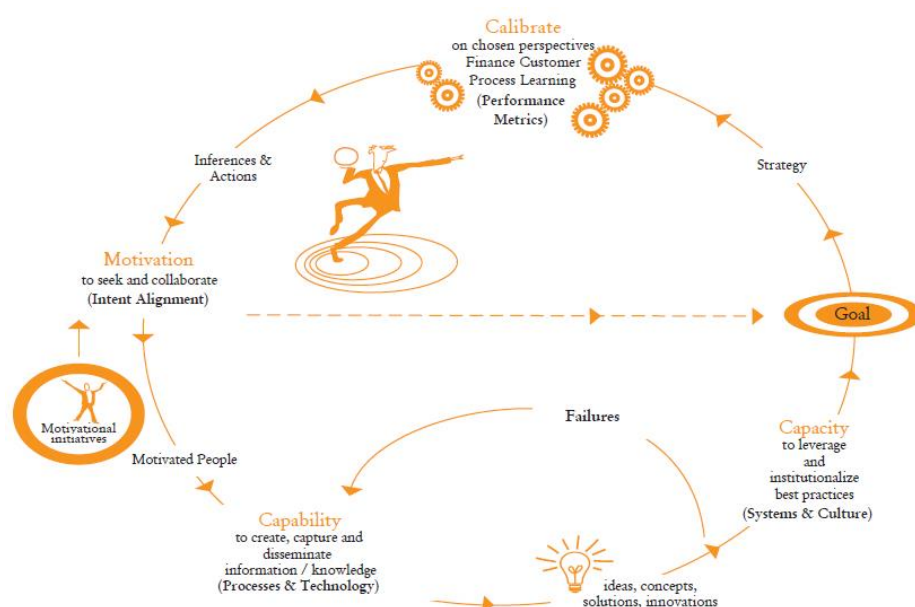 Calibrate
on chosen perspectives
Finance Customer
Process Learning
(Performance
Metrics)
Inferences &
Actions
Strategy
Motivation
to seek and collaborate
(Intent Alignment)
Goal
Motivational
initiatives
Motivated People
Failures
Capacity
to leverage
and
institutionalize
best practices
(Systems & Culture)
Capability
to create, capture and
disseminate
information / knowledge
(Processes & Technology)
ideas, concepts,
solutions, innovations